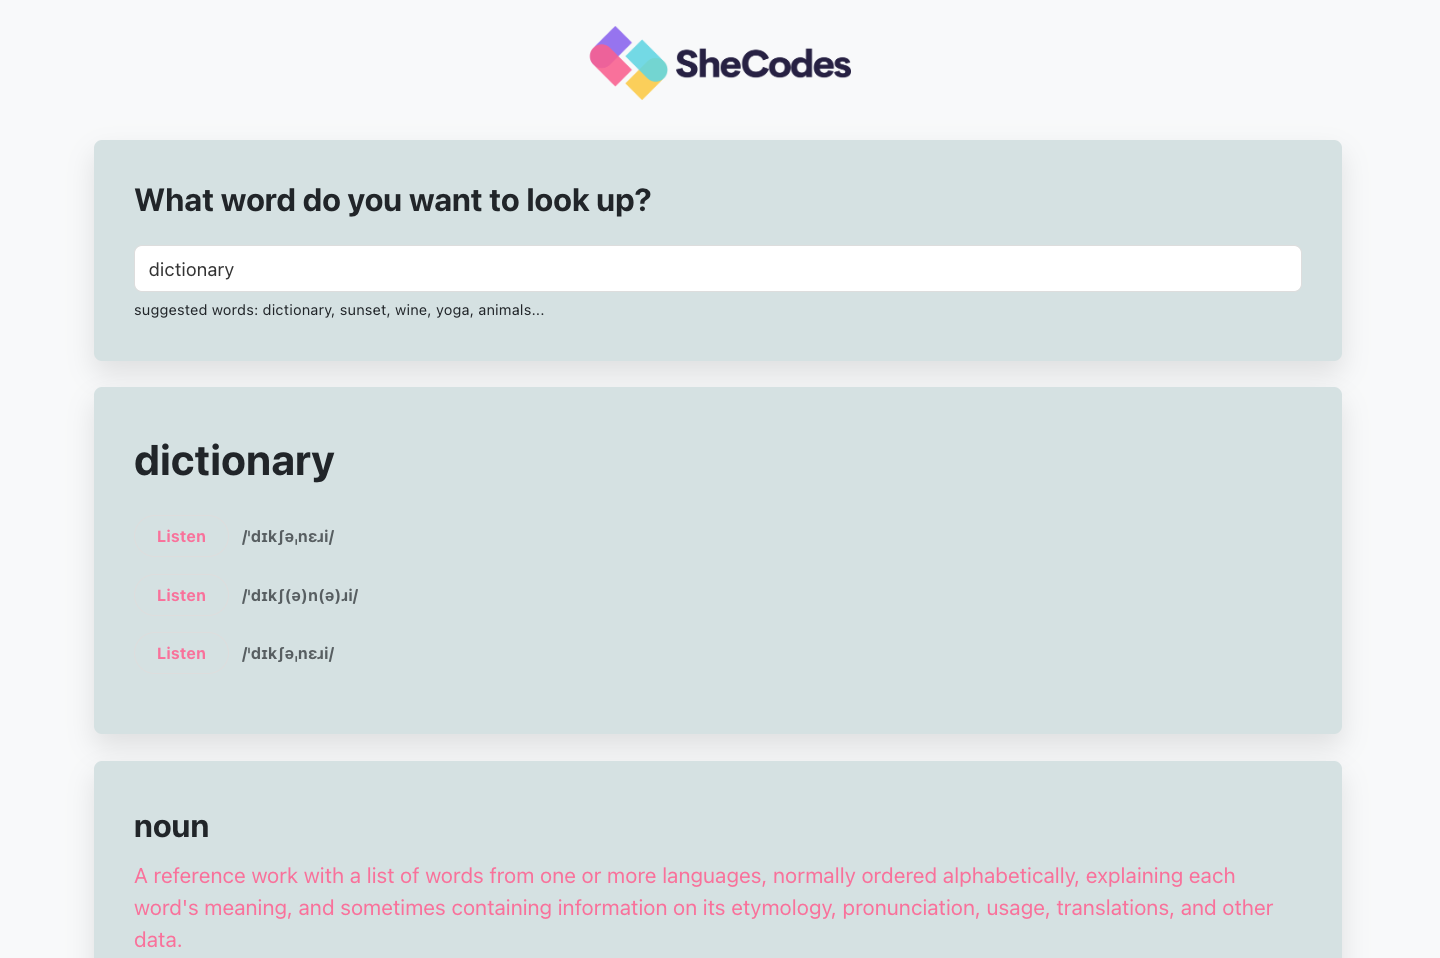 SheCodes
What word do you want to look up?
dictionary
suggested words: dictionary, sunset, wine, yoga, animals...
dictionary
Listen /ˈdɪkʃəˌnɛɹi/
Listen /ˈdɪkʃ(ə)n(ə)ɹi/
Listen /ˈdɪkʃəˌnɛɹi/
noun
A reference work with a list of words from one or more languages, normally ordered alphabetically, explaining each
word's meaning, and sometimes containing information on its etymology, pronunciation, usage, translations, and other
data.